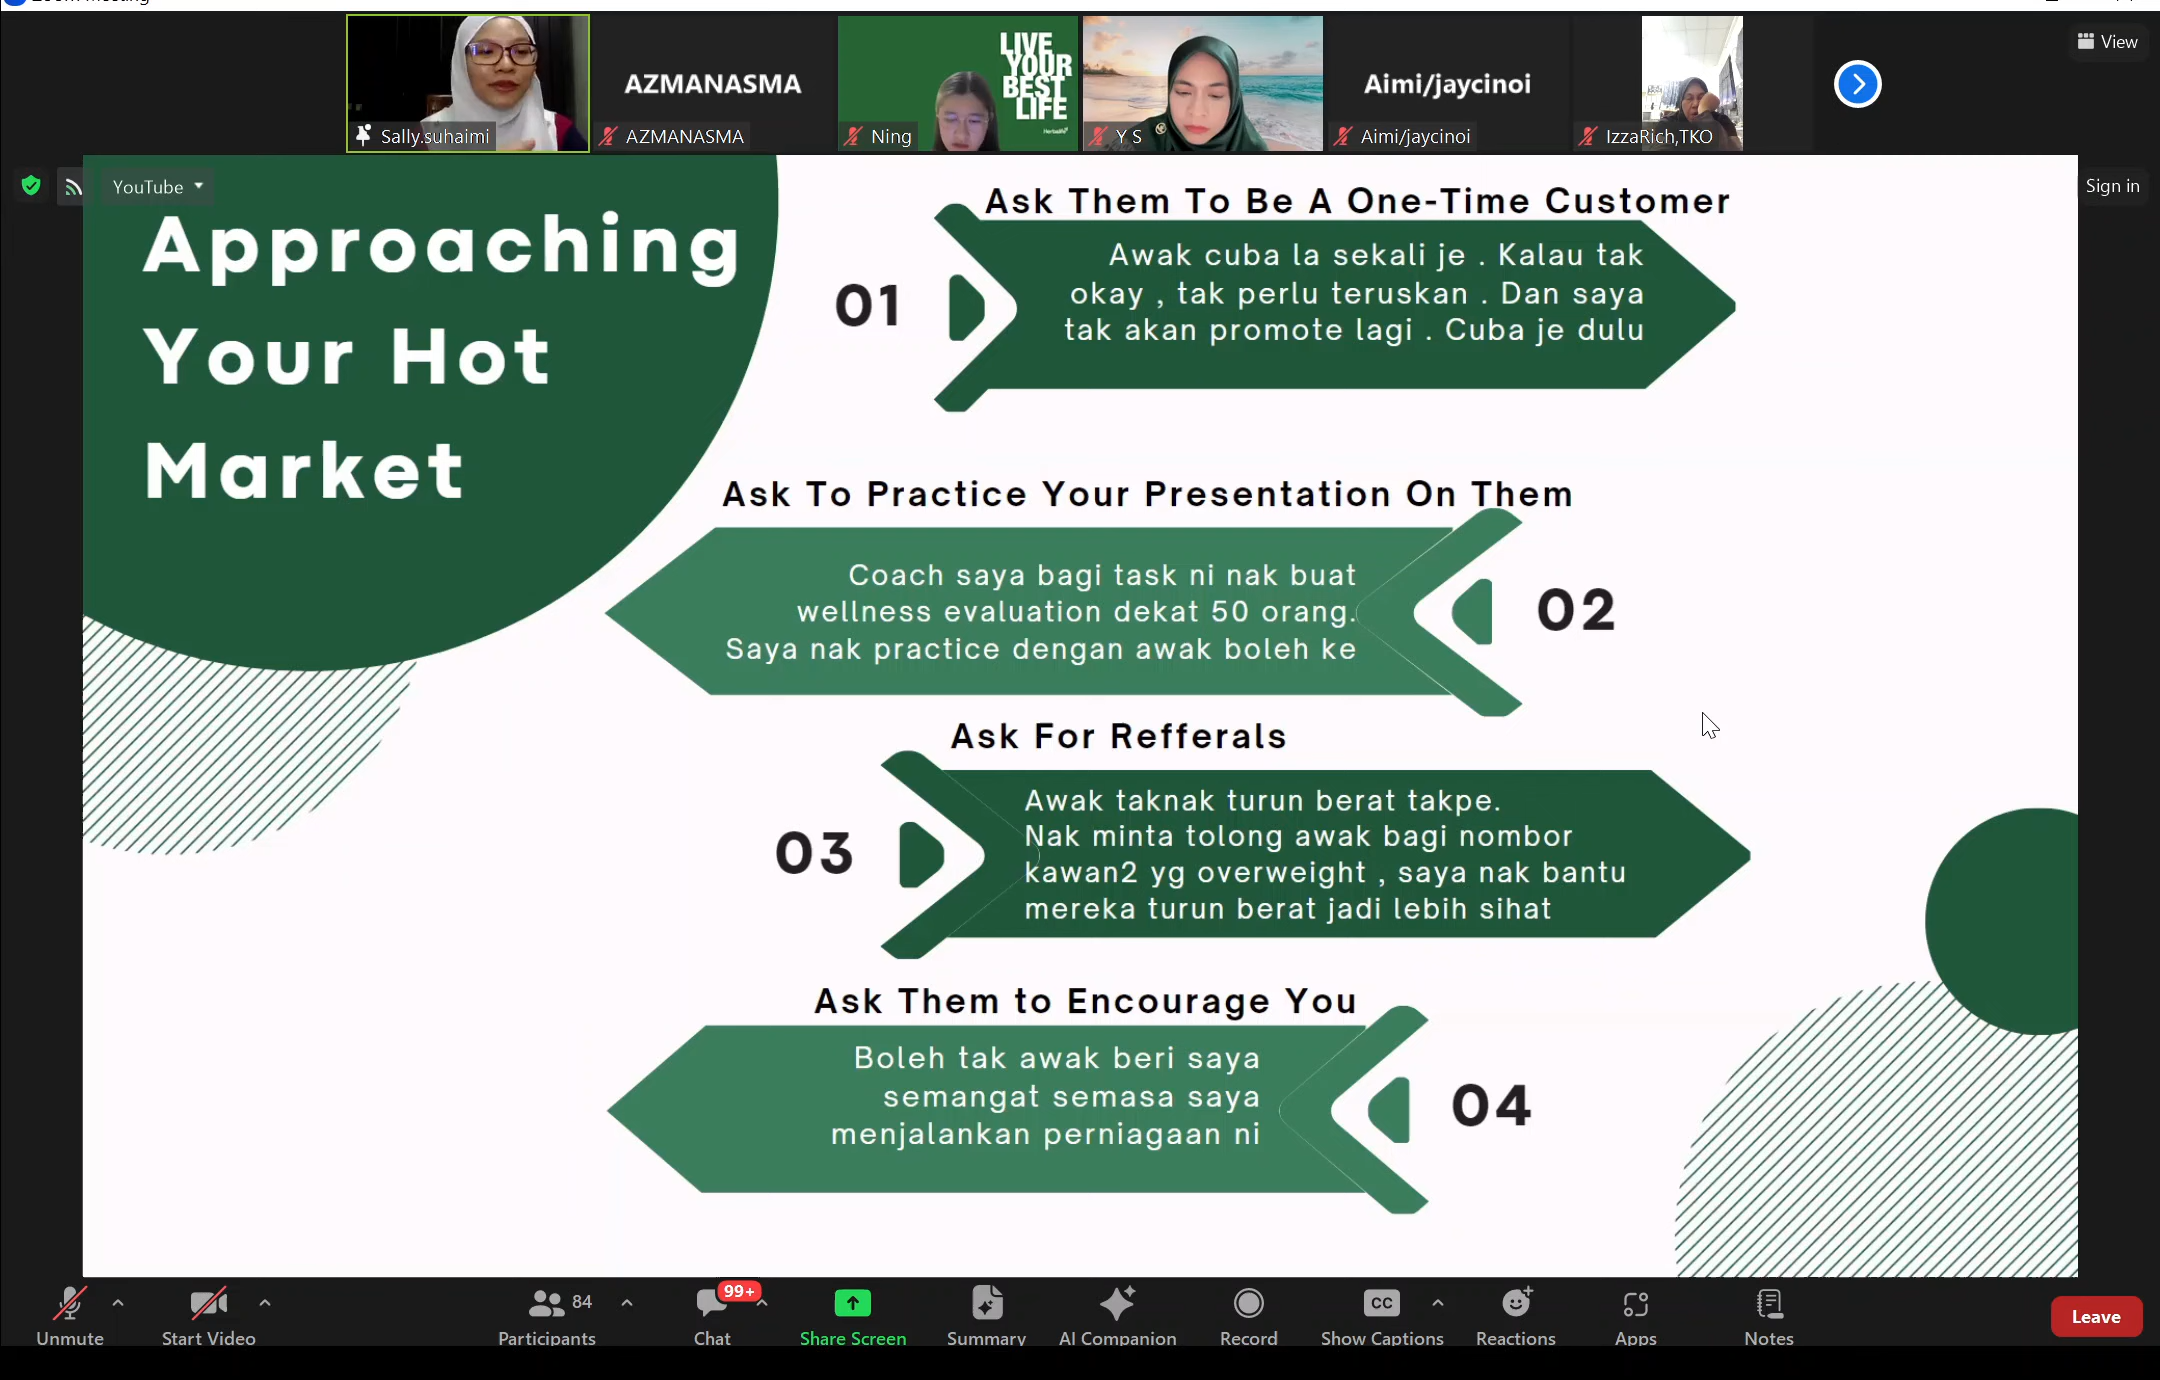 AZMANASMA
LIVE
YOUR
BEST
LIFE
Aimi/jaycinoi
View
Sally.suhaimi
AZMANASMA
Ning
Y S
Aimi/jaycinoi
IzzaRich,TKO
YouTube
Sign in
Approaching
Your Hot
Market
Ask Them To Be A One-Time Customer
01
Awak cuba la sekali je . Kalau tak
okay , tak perlu teruskan . Dan saya
tak akan promote lagi . Cuba je dulu
Ask To Practice Your Presentation On Them
Coach saya bagi task ni nak buat
wellness evaluation dekat 50 orang.
Saya nak practice dengan awak boleh ke
02
Ask For Refferals
03
Awak taknak turun berat takpe.
Nak minta tolong awak bagi nombor
kawan2 yg overweight , saya nak bantu
mereka turun berat jadi lebih sihat
Ask Them to Encourage You
Boleh tak awak beri saya
semangat semasa saya
menjalankan perniagaan ni
04
84
99+
CC
Unmute
Start Video
Participants
Chat
Share Screen
Summary
AI Companion
Record
Show Captions
Reactions
Apps
Notes
Leave